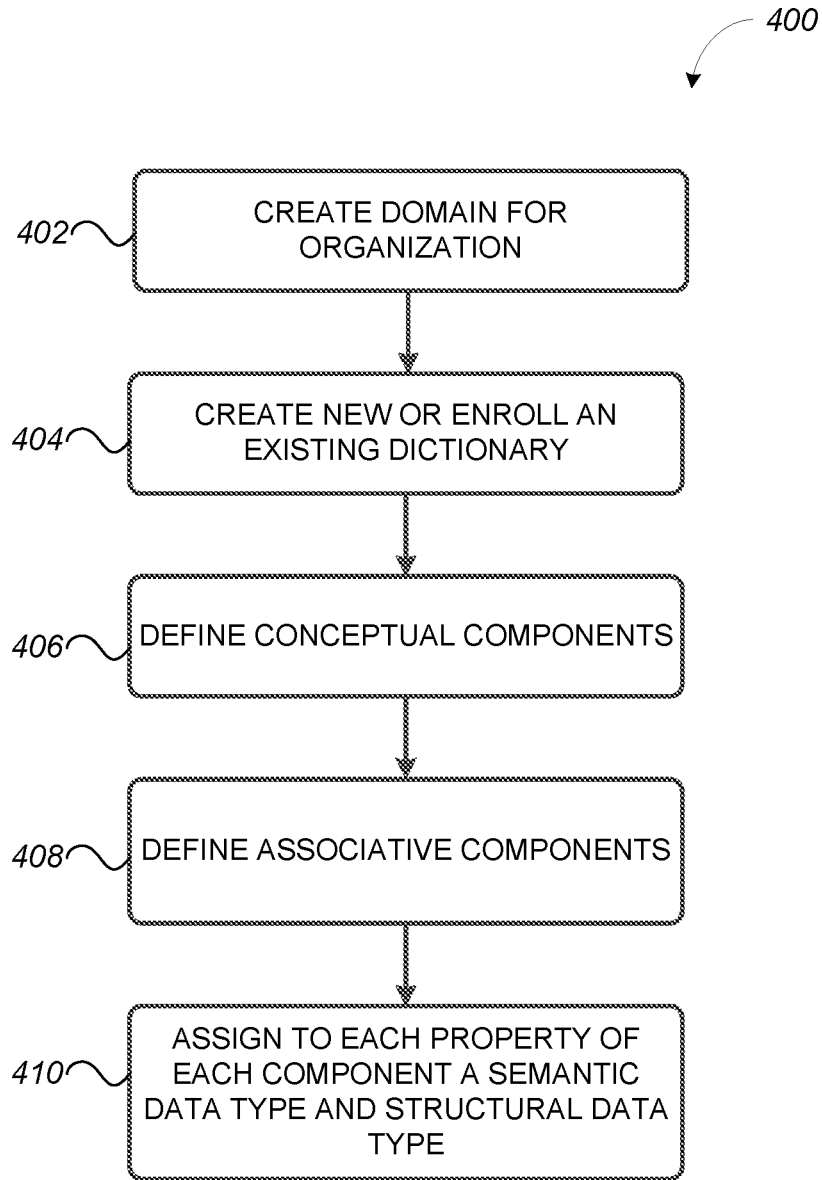 400
402
CREATE DOMAIN FOR
ORGANIZATION
404
CREATE NEW OR ENROLL AN
EXISTING DICTIONARY
406
DEFINE CONCEPTUAL COMPONENTS
408
DEFINE ASSOCIATIVE COMPONENTS
410
ASSIGN TO EACH PROPERTY OF
EACH COMPONENT A SEMANTIC
DATA TYPE AND STRUCTURAL DATA
TYPE